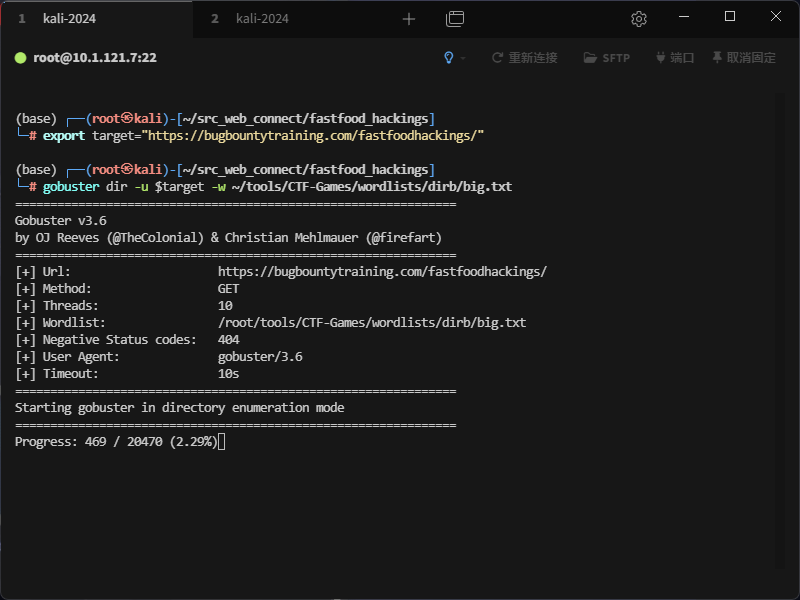 1 kali-2024 2 kali-2024
root@10.1.121.7:22 重新连接 SFTP 端口 取消固定
(base) ┌──(root㉿kali)-[~/src_web_connect/fastfood_hackings]
└─# export target="https://bugbountytraining.com/fastfoodhackings/"
(base) ┌──(root㉿kali)-[~/src_web_connect/fastfood_hackings]
└─# gobuster dir -u $target -w ~/tools/CTF-Games/wordlists/dirb/big.txt
===============================================================
Gobuster v3.6
by OJ Reeves (@TheColonial) & Christian Mehlmauer (@firefart)
===============================================================
[+] Url: https://bugbountytraining.com/fastfoodhackings/
[+] Method: GET
[+] Threads: 10
[+] Wordlist: /root/tools/CTF-Games/wordlists/dirb/big.txt
[+] Negative Status codes: 404
[+] User Agent: gobuster/3.6
[+] Timeout: 10s
===============================================================
Starting gobuster in directory enumeration mode
===============================================================
Progress: 469 / 20470 (2.29%)